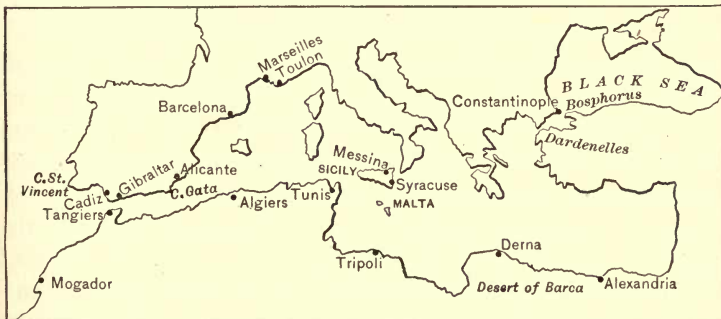 Marseilles
Toulon
BLACK SEA
Constantinople
Bosphorus
Barcelona
Dardenelles
Messina
SICILY
Alicante
Gibraltar
C. St.
Vincent
Syracuse
C. Gata
Cadiz
Tunis
Algiers
MALTA
Tangiers
Derna
Tripoli
Mogador
Desert of Barca
Alexandria